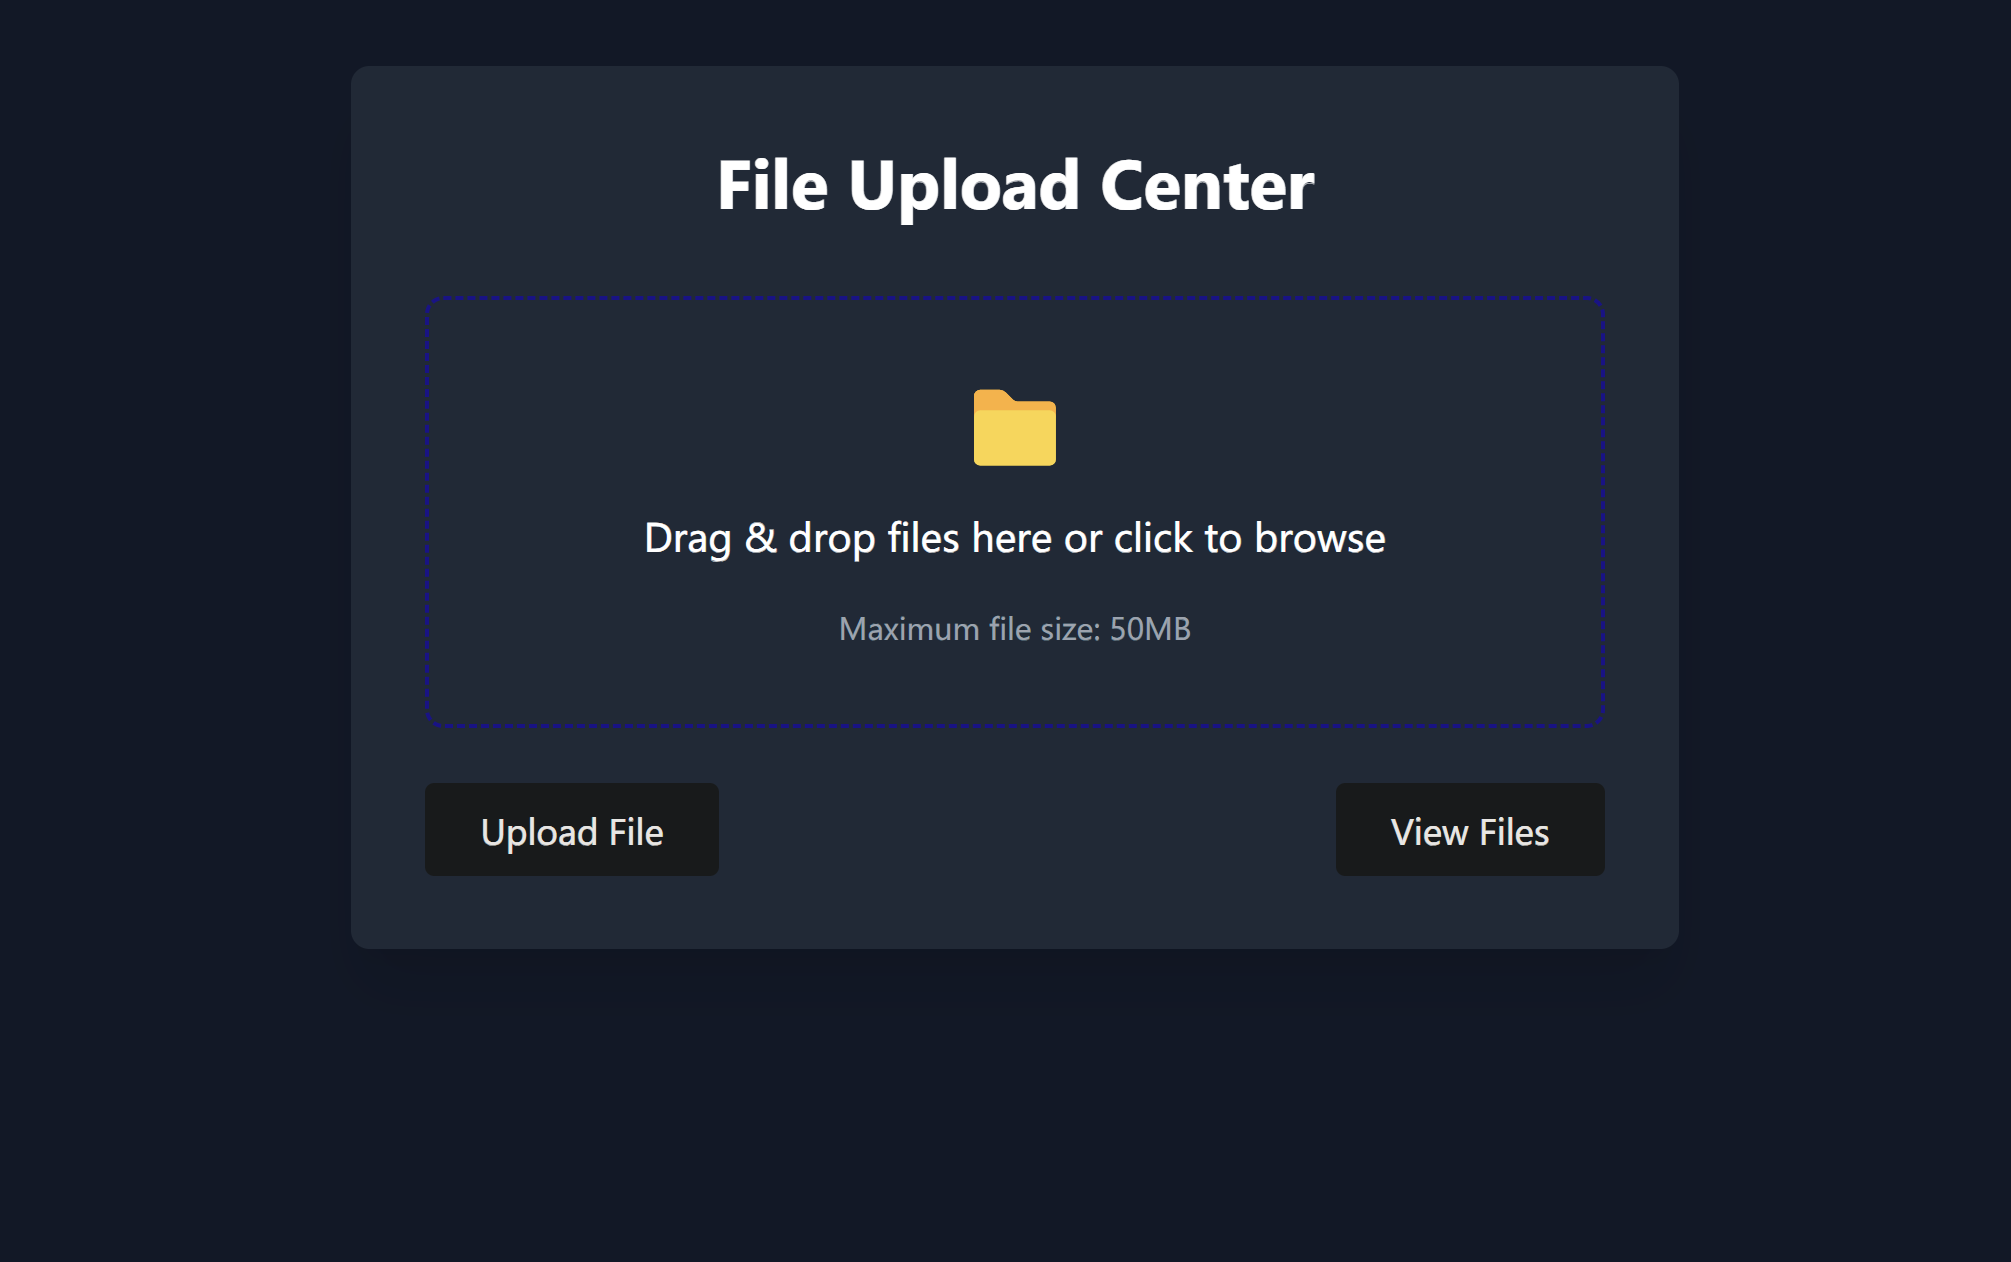 File Upload Center
Drag & drop files here or click to browse
Maximum file size: 50MB
Upload File
View Files